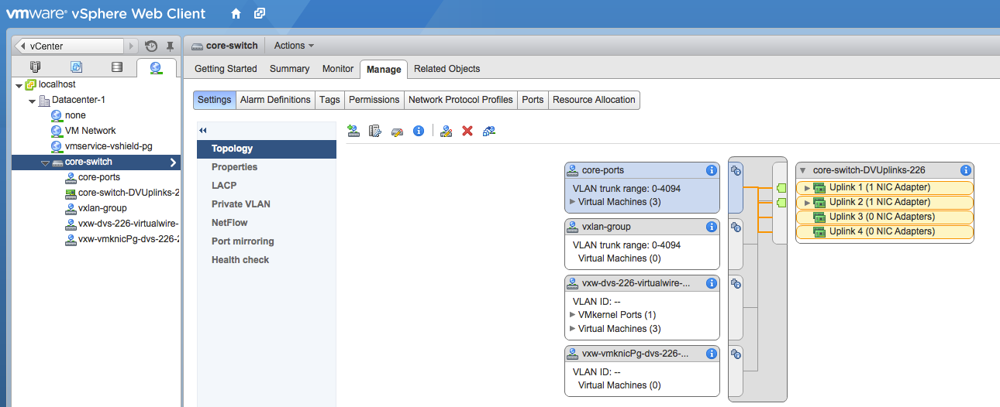 vmware® vSphere Web Client
vCenter
core-switch
Actions
Getting Started
Summary
Monitor
Manage
Related Objects
Settings
Alarm Definitions
Tags
Permissions
Network Protocol Profiles
Ports
Resource Allocation
localhost
Datacenter-1
none
VM Network
vmservice-vshield-pg
core-switch
core-ports
core-switch-DVUplinks-2
vxlan-group
vxw-dvs-226-virtualwire-
vxw-vmknicPg-dvs-226-2
Topology
Properties
LACP
Private VLAN
NetFlow
Port mirroring
Health check
core-ports
VLAN trunk range: 0-4094
Virtual Machines (3)
vxlan-group
VLAN trunk range: 0-4094
Virtual Machines (0)
vxw-dvs-226-virtualwire-...
VLAN ID: --
VMkernel Ports (1)
Virtual Machines (3)
vxw-vmknicPg-dvs-226-...
VLAN ID: --
Virtual Machines (0)
core-switch-DVUplinks-226
Uplink 1 (1 NIC Adapter)
Uplink 2 (1 NIC Adapter)
Uplink 3 (0 NIC Adapters)
Uplink 4 (0 NIC Adapters)